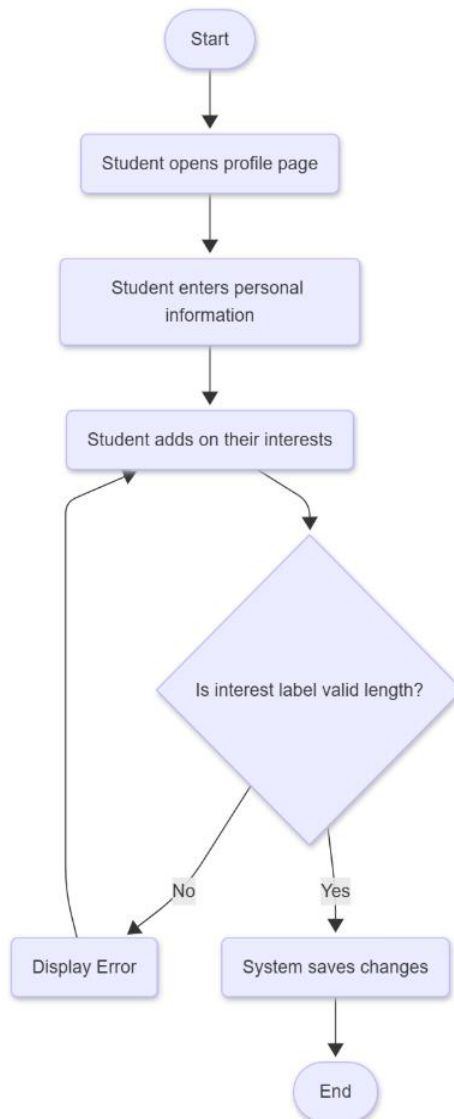 Start
Student opens profile page
Student enters personal
information
Student adds on their interests
Is interest label valid length?
No
Yes
Display Error
System saves changes
End